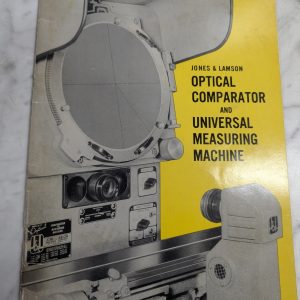 JONES & LAMSON
OPTICAL
COMPARATOR
AND
UNIVERSAL
MEASURING
MACHINE